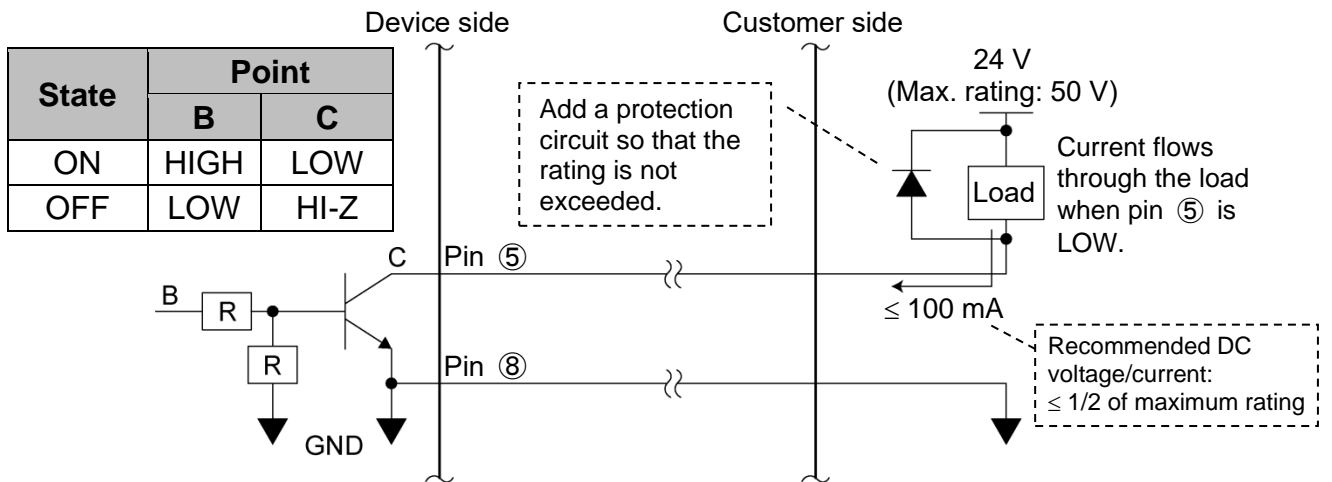 Device side
Customer side
State Point
B C
ON HIGH LOW
OFF LOW HI-Z
Add a protection
circuit so that the
rating is not
exceeded.
24 V
(Max. rating: 50 V)
Load
Current flows
through the load
when pin ⑤ is
LOW.
C
Pin ⑤
B
R
R
≤ 100 mA
Pin ⑧
GND
Recommended DC
voltage/current:
≤ 1/2 of maximum rating